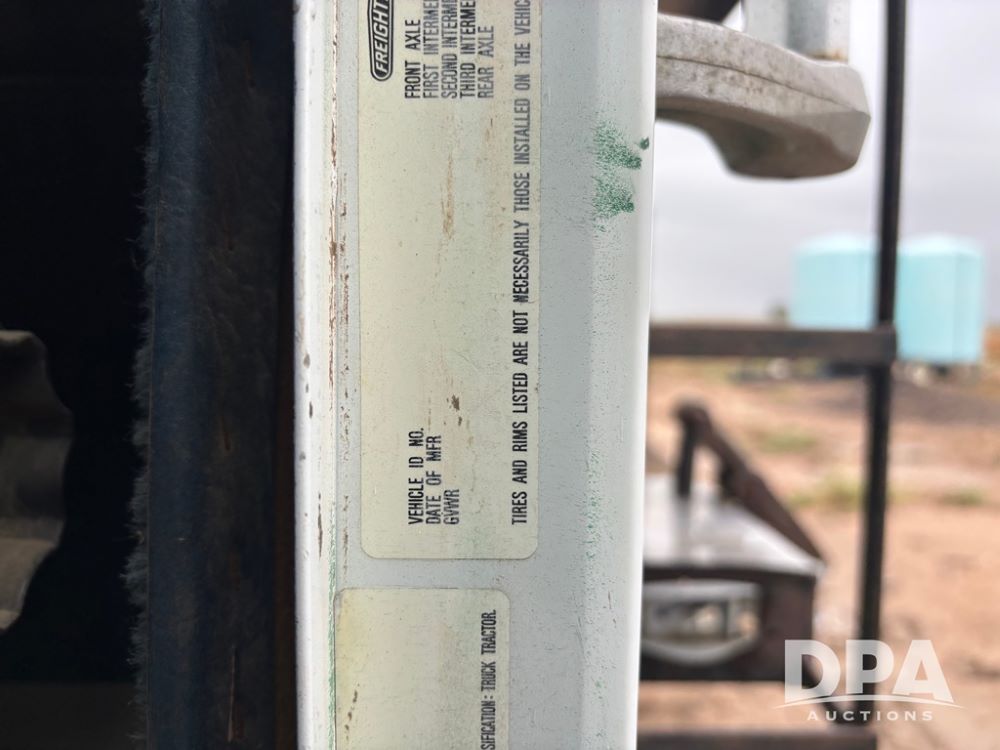 FREIGHT
FRONT AXLE
FIRST INTERME
SECOND INTERM
THIRD INTERME
REAR AXLE
VEHICLE ID NO.
DATE OF MFR
GVWR
TIRES AND RIMS LISTED ARE NOT NECESSARILY THOSE INSTALLED ON THE VEHIC
SIFICATION: TRUCK TRACTOR.
DPA
AUCTIONS